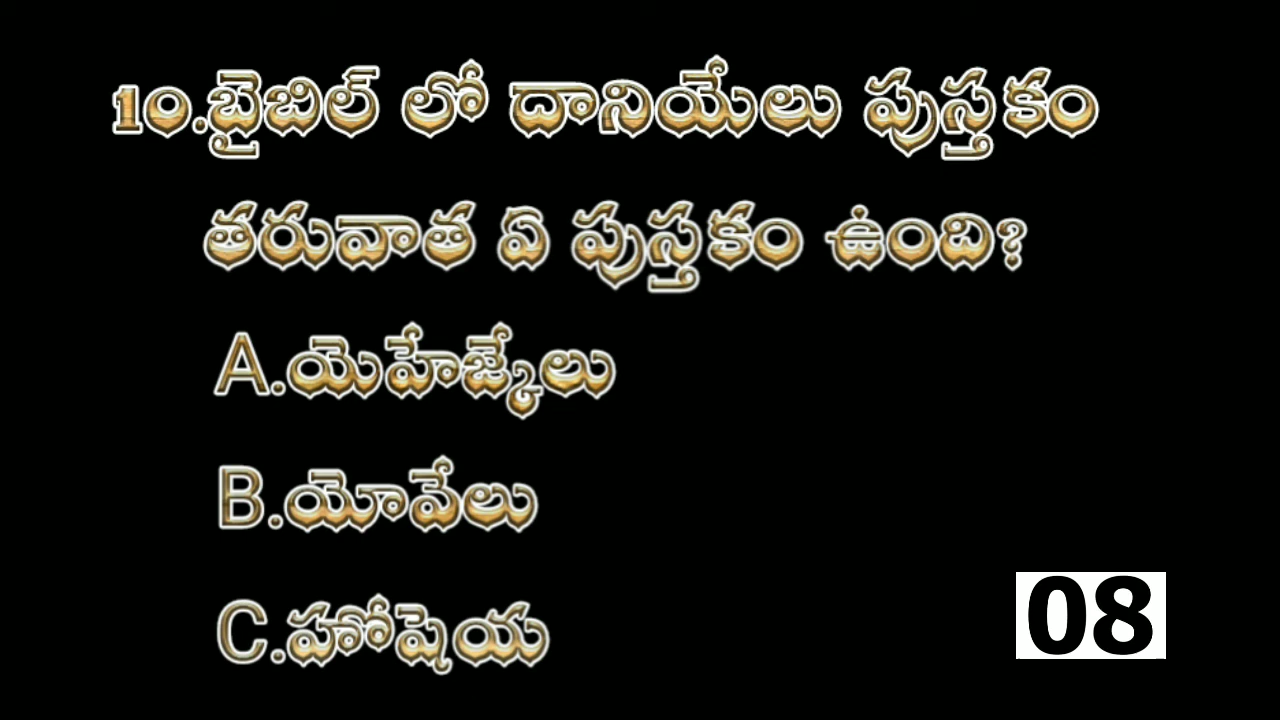 10.బైబిల్ లో దానియేలు పుస్తకం
తరువాత ఏ పుస్తకం ఉంది?
A.యెహేజ్కేలు
B.యోవేలు
C.హోషెయ
08